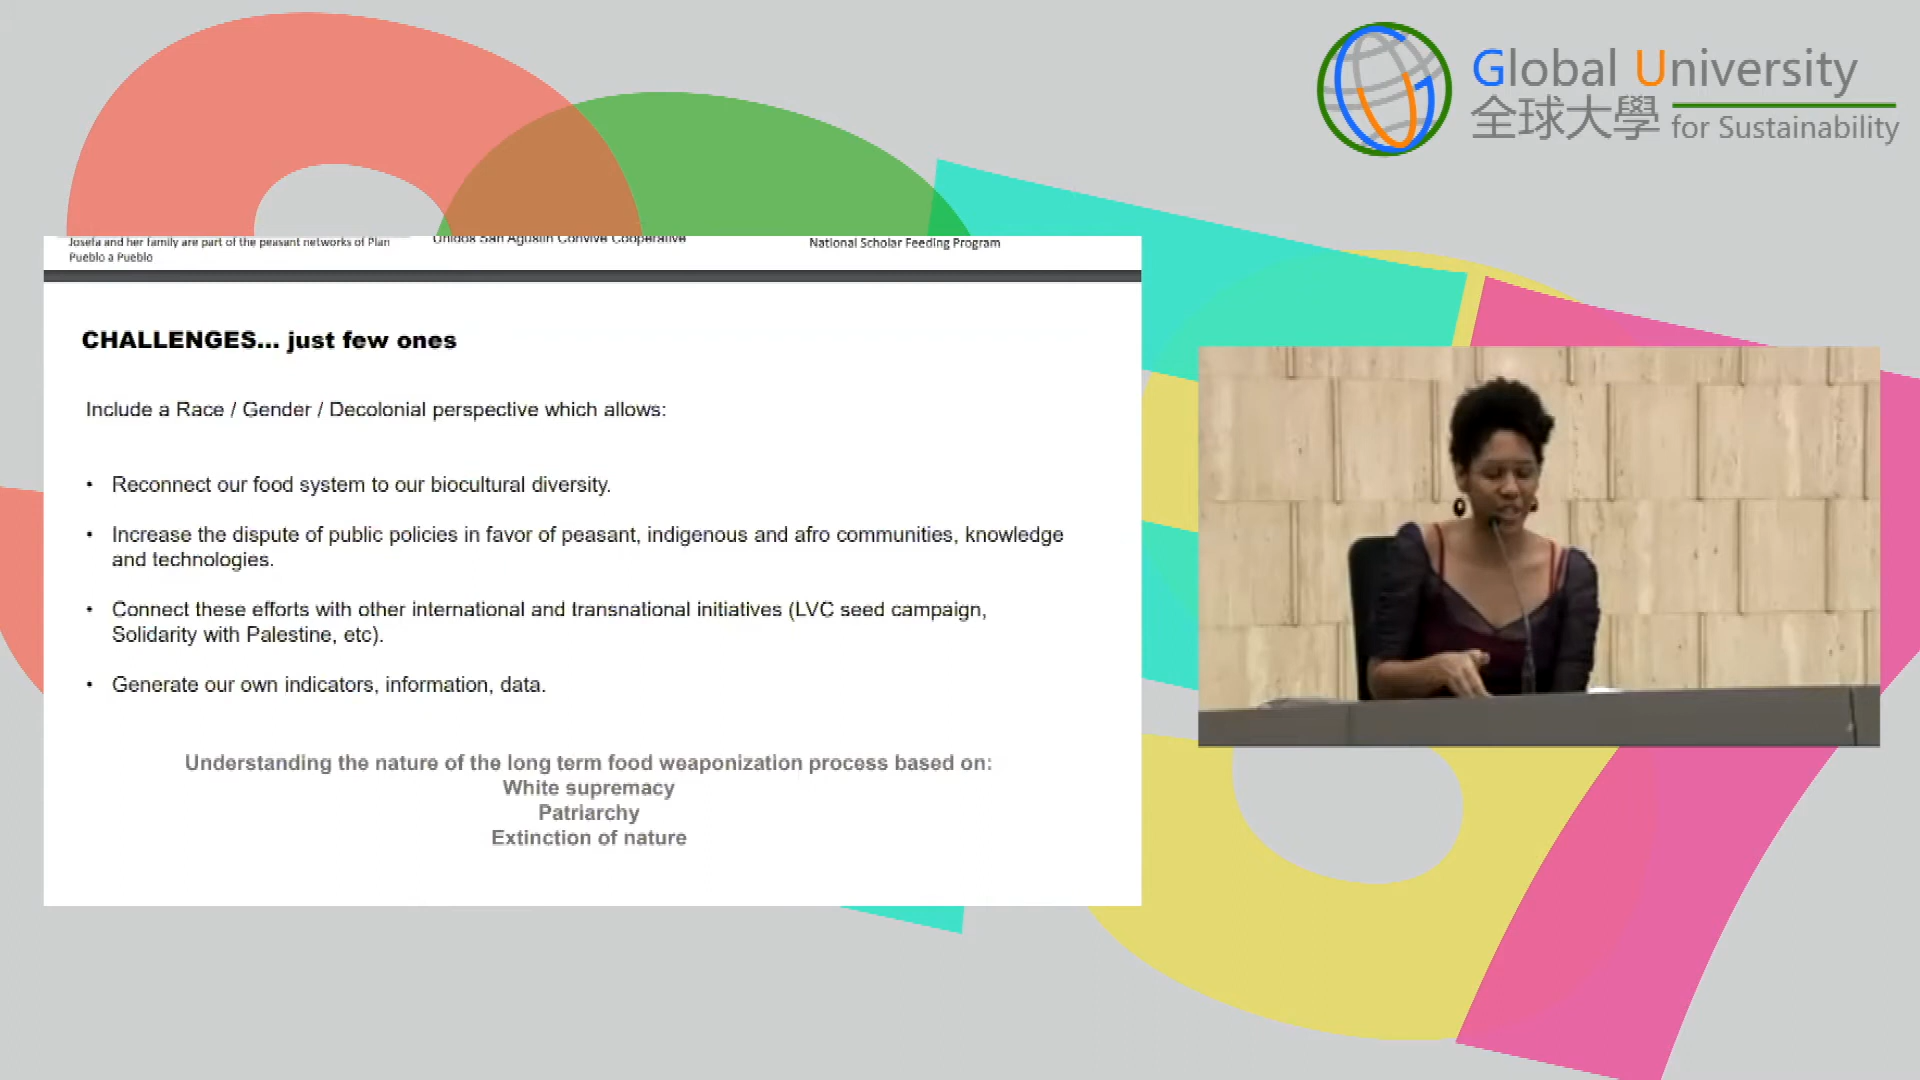 Global University
全球大學 for Sustainability
Josefa and her family are part of the peasant networks of Plan
Pueblo a Pueblo
Unidos San Agustin Convive Cooperative
National Scholar Feeding Program
CHALLENGES... just few ones
Include a Race / Gender / Decolonial perspective which allows:
• Reconnect our food system to our biocultural diversity.
• Increase the dispute of public policies in favor of peasant, indigenous and afro communities, knowledge
and technologies.
• Connect these efforts with other international and transnational initiatives (LVC seed campaign,
Solidarity with Palestine, etc).
• Generate our own indicators, information, data.
Understanding the nature of the long term food weaponization process based on:
White supremacy
Patriarchy
Extinction of nature